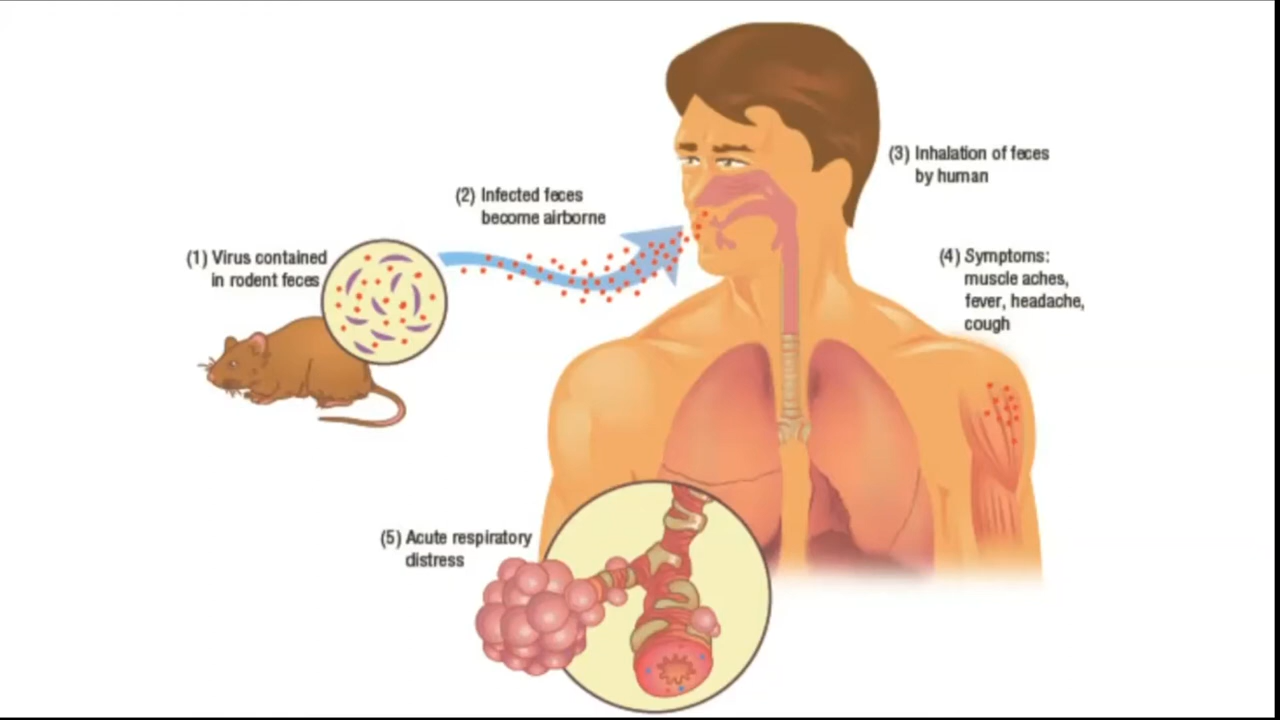 (1) Virus contained
in rodent feces
(2) Infected feces
become airborne
(3) Inhalation of feces
by human
(4) Symptoms:
muscle aches,
fever, headache,
cough
(5) Acute respiratory
distress